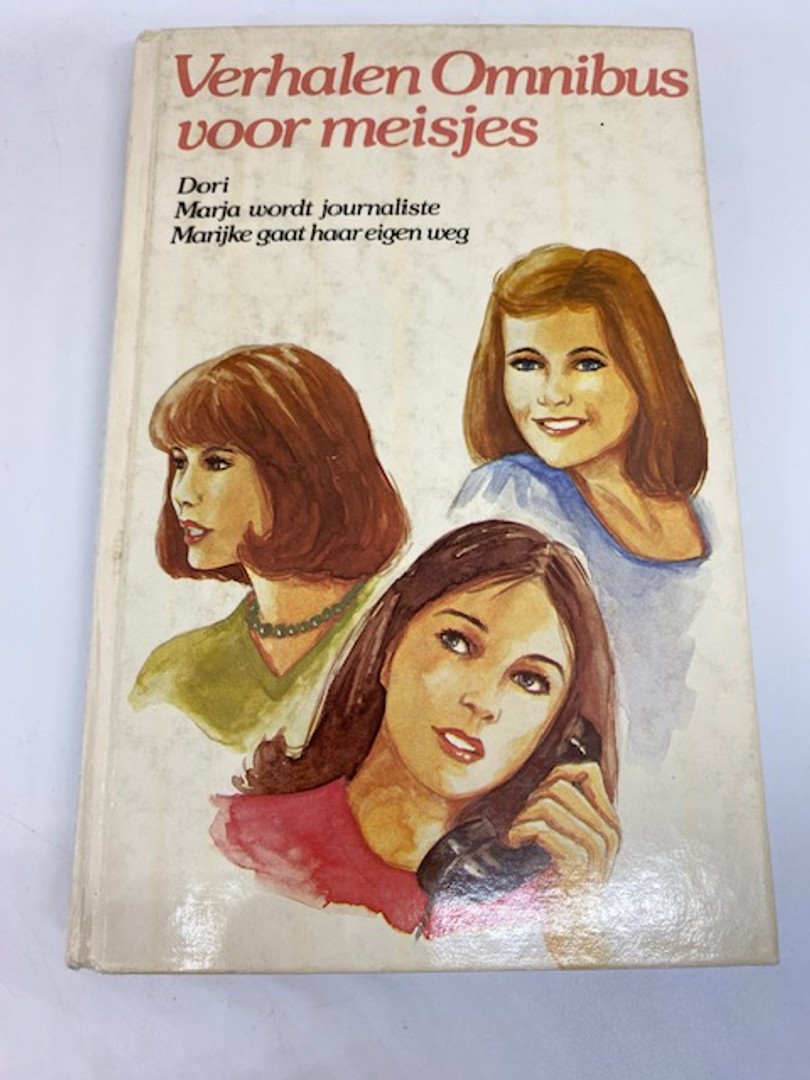 Verhalen Omnibus
voor meisjes
Dori
Marja wordt journaliste
Marijke gaat haar eigen weg